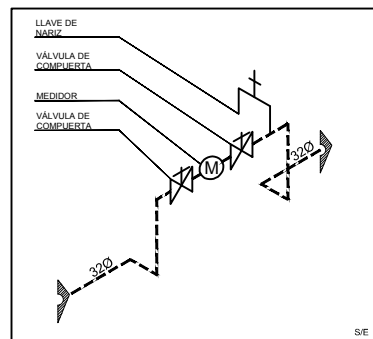 LLAVE DE
NARIZ
VÁLVULA DE
COMPUERTA
MEDIDOR
VÁLVULA DE
COMPUERTA
M
32Ø
32Ø
S/E